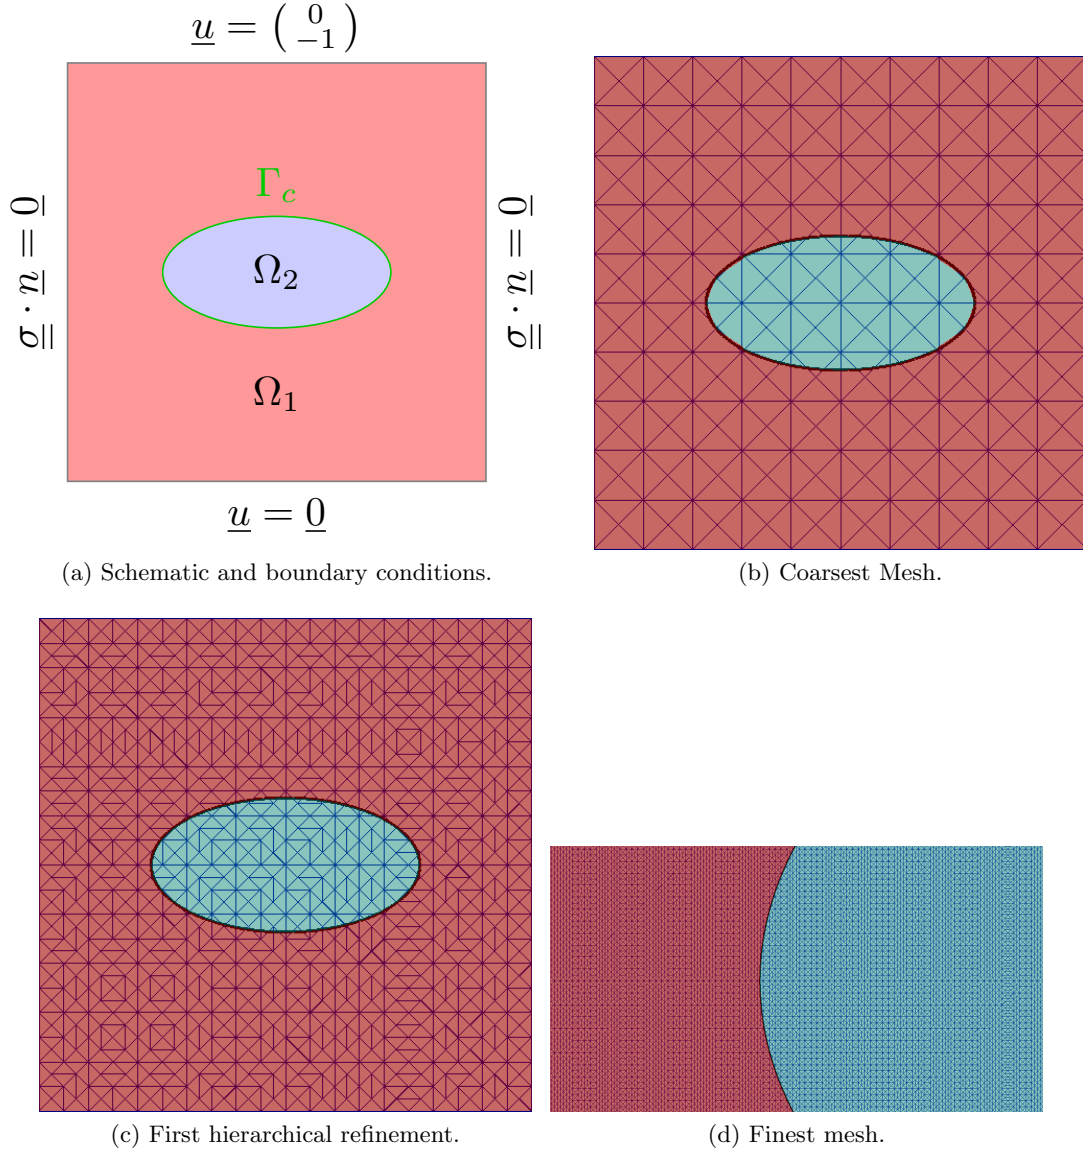 u = ( 0 -1 )
σ · n = 0
Γc
Ω2
σ · n = 0
Ω1
u = 0
(a) Schematic and boundary conditions.
(b) Coarsest Mesh.
(c) First hierarchical refinement.
(d) Finest mesh.